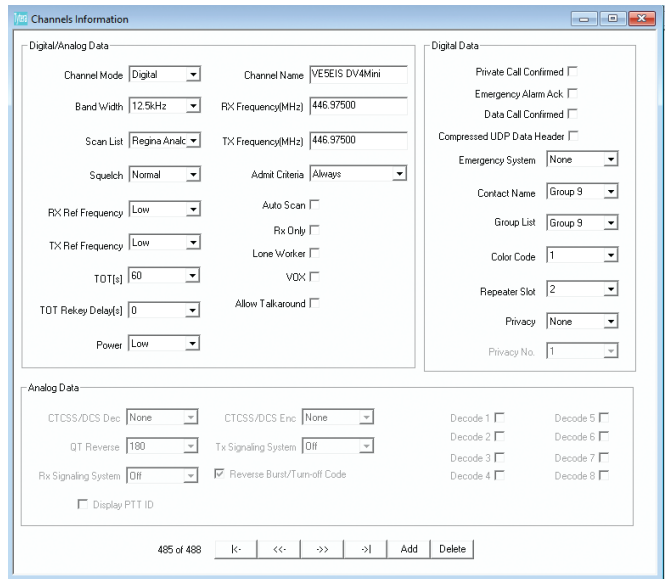 Tytera Channels Information
Digital/Analog Data
Channel Mode Digital
Band Width 12.5kHz
Scan List Regina Analc
Squelch Normal
RX Ref Frequency Low
TX Ref Frequency Low
TOT[s] 60
TOT Rekey Delay[s] 0
Power Low
Channel Name VE5EIS DV4Mini
RX Frequency(MHz) 446.97500
TX Frequency(MHz) 446.97500
Admit Criteria Always
Auto Scan
Rx Only
Lone Worker
VOX
Allow Talkaround
Digital Data
Private Call Confirmed
Emergency Alarm Ack
Data Call Confirmed
Compressed UDP Data Header
Emergency System None
Contact Name Group 9
Group List Group 9
Color Code 1
Repeater Slot 2
Privacy None
Privacy No. 1
Analog Data
CTCSS/DCS Dec None
QT Reverse 180
Rx Signaling System Off
Display PTT ID
CTCSS/DCS Enc None
Tx Signaling System Off
Reverse Burst/Turn-off Code
Decode 1
Decode 2
Decode 3
Decode 4
Decode 5
Decode 6
Decode 7
Decode 8
485 of 488 |<- <<- ->> ->| Add Delete